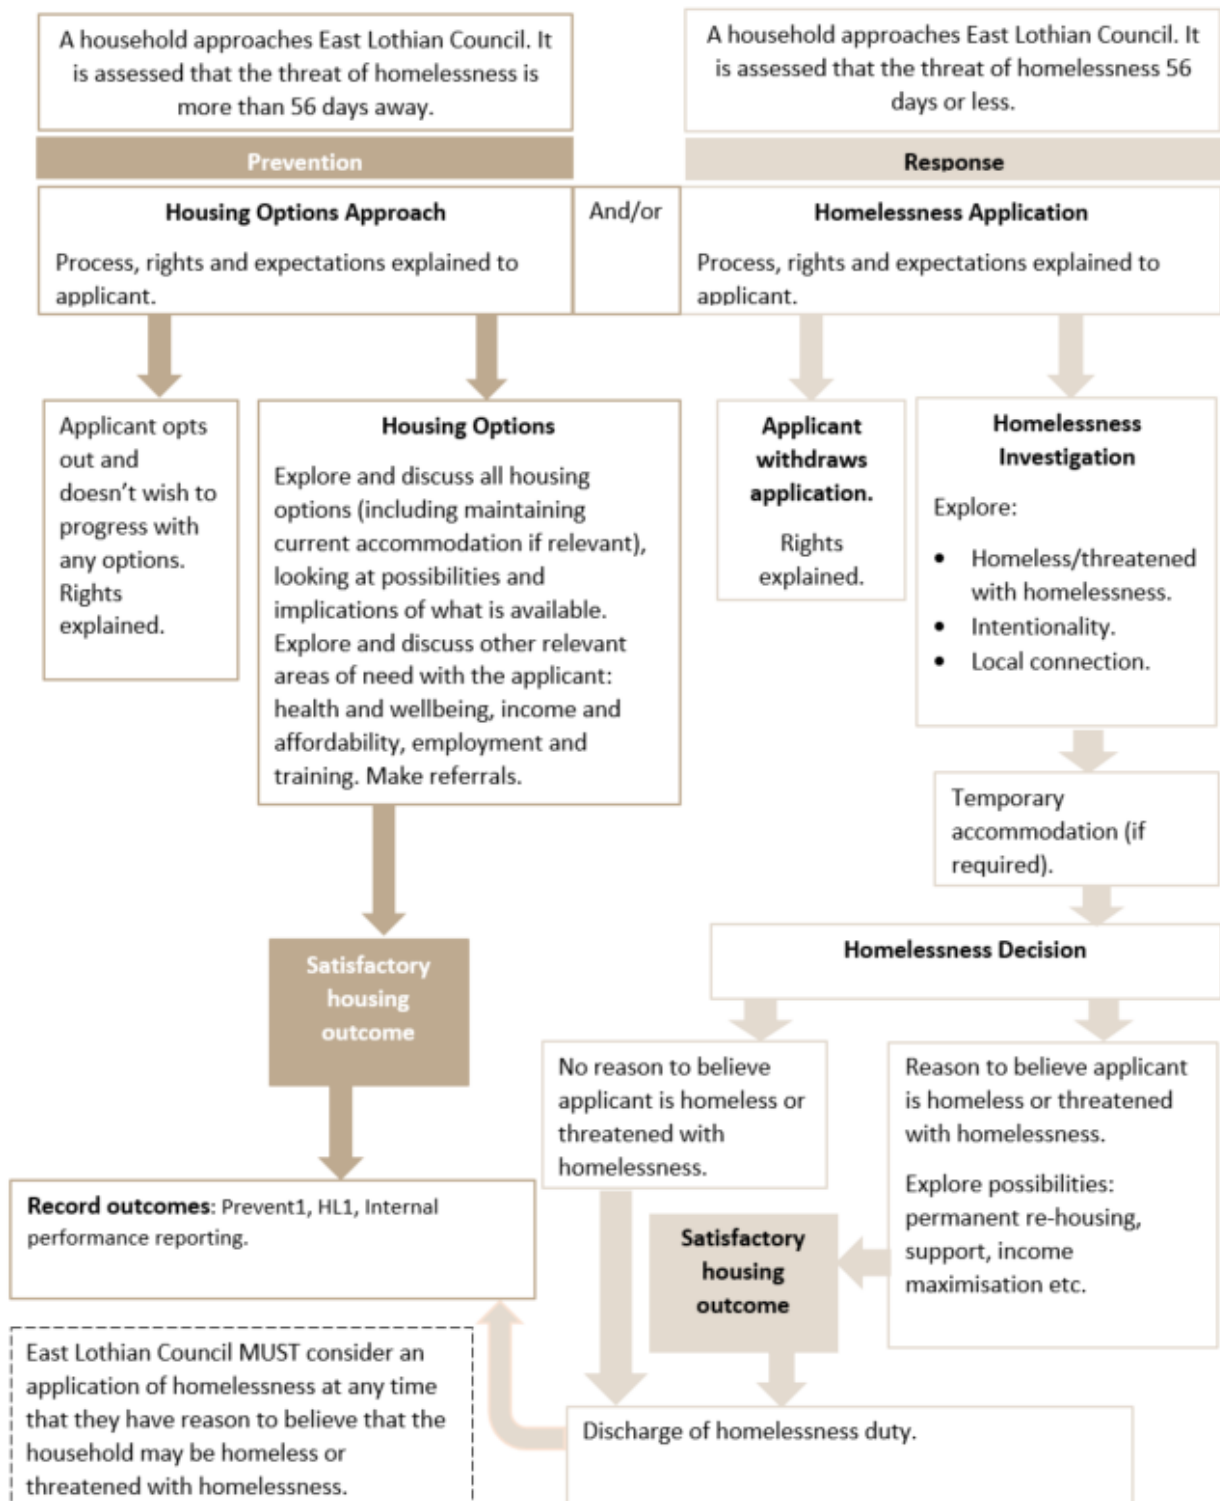 A household approaches East Lothian Council. It
is assessed that the threat of homelessness is
more than 56 days away.
A household approaches East Lothian Council. It
is assessed that the threat of homelessness 56
days or less.
Prevention
Response
Housing Options Approach
Process, rights and expectations explained to
applicant.
And/or
Homelessness Application
Process, rights and expectations explained to
applicant.
Applicant opts
out and
doesn't wish to
progress with
any options.
Rights
explained.
Housing Options
Explore and discuss all housing
options (including maintaining
current accommodation if relevant),
looking at possibilities and
implications of what is available.
Explore and discuss other relevant
areas of need with the applicant:
health and wellbeing, income and
affordability, employment and
training. Make referrals.
Applicant
withdraws
application.
Rights
explained.
Homelessness
Investigation
Explore:
• Homeless/threatened
with homelessness.
• Intentionality.
• Local connection.
Temporary
accommodation (if
required).
Homelessness Decision
Satisfactory
housing
outcome
No reason to believe
applicant is homeless or
threatened with
homelessness.
Reason to believe applicant
is homeless or threatened
with homelessness.
Explore possibilities:
permanent re-housing,
support, income
maximisation etc.
Record outcomes: Prevent1, HL1, Internal
performance reporting.
Satisfactory
housing
outcome
East Lothian Council MUST consider an
application of homelessness at any time
that they have reason to believe that the
household may be homeless or
threatened with homelessness.
Discharge of homelessness duty.